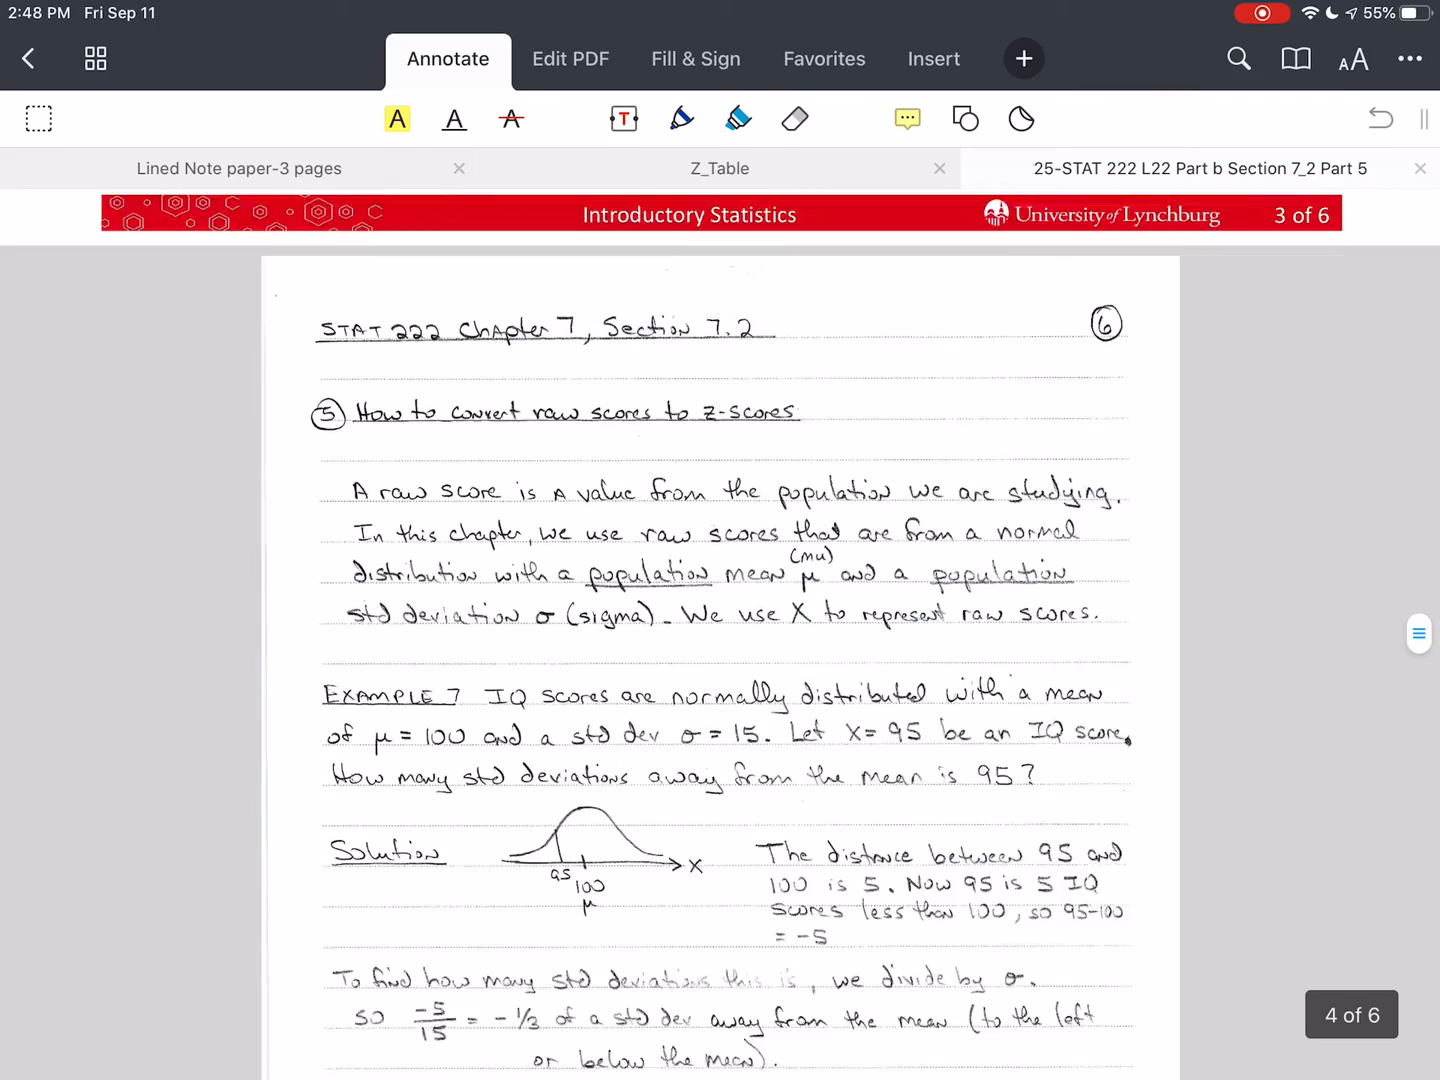 2:48 PM Fri Sep 11
55%
Annotate Edit PDF Fill & Sign Favorites Insert
AA
A A A T
Lined Note paper-3 pages Z_Table 25-STAT 222 L22 Part b Section 7_2 Part 5
Introductory Statistics University of Lynchburg 3 of 6
STAT 222 Chapter 7, Section 7.2 6
5 How to convert raw scores to z-scores
A raw score is a value from the population we are studying.
In this chapter, we use raw scores that are from a normal
(mu)
distribution with a population mean μ and a population
std deviation σ (sigma). We use X to represent raw scores.
EXAMPLE 7 IQ scores are normally distributed with a mean
of μ = 100 and a std dev σ = 15. Let X = 95 be an IQ score.
How many std deviations away from the mean is 95?
Solution
95
100
μ
X
The distance between 95 and
100 is 5. Now 95 is 5 IQ
scores less than 100, so 95-100
= -5
To find how many std deviations this is, we divide by σ.
so -5/15 = -1/3 of a std dev away from the mean (to the left
or below the mean).
4 of 6